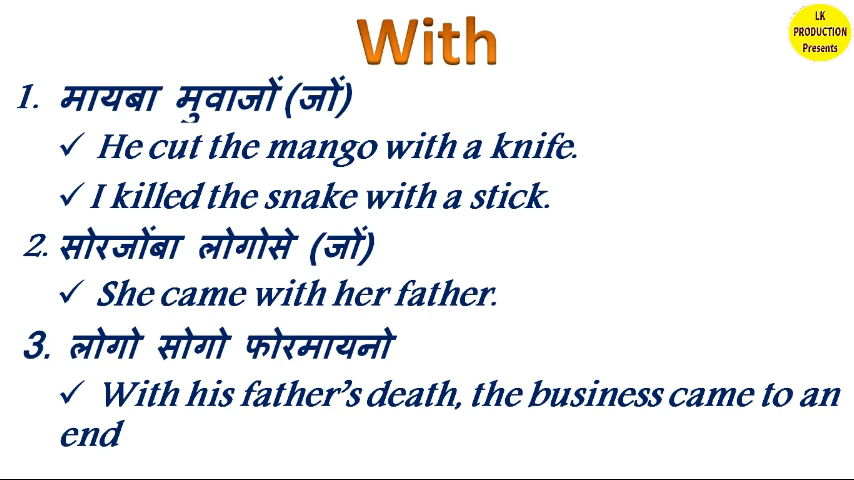 With
LK
PRODUCTION
Presents
1. मायबा मुवाजों (जों)
✓ He cut the mango with a knife.
✓ I killed the snake with a stick.
2. सोरजोंबा लोगोसे (जों)
✓ She came with her father.
3. लोगो सोगो फोरमायनो
✓ With his father’s death, the business came to an
end